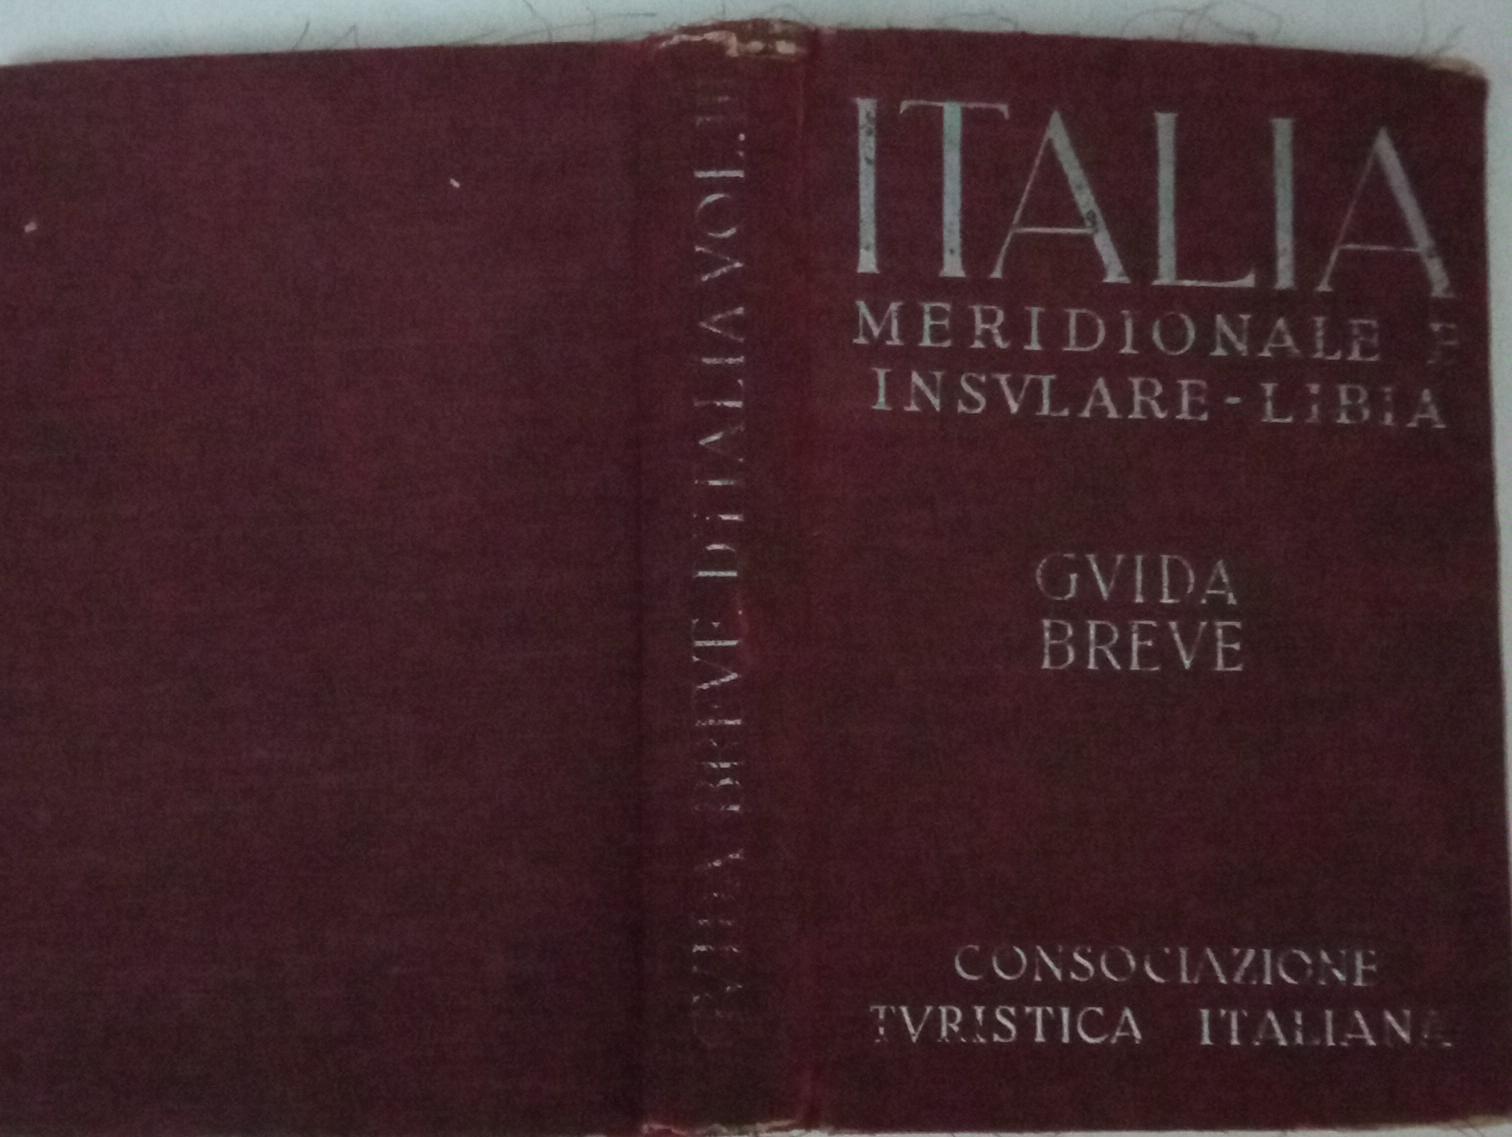 GVIDA BREVE D'ITALIA VOL. III
ITALIA
MERIDIONALE E
INSVLARE-LIBIA
GVIDA
BREVE
CONSOCIAZIONE
TVRISTICA ITALIANA